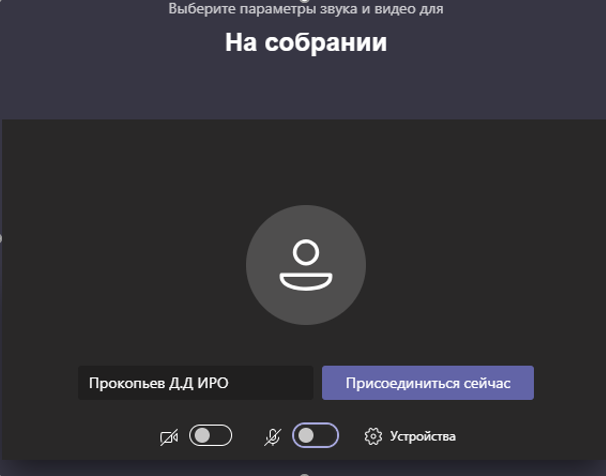 Выберите параметры звука и видео для
На собрании
Прокопьев Д.Д ИРО
Присоединиться сейчас
Устройства